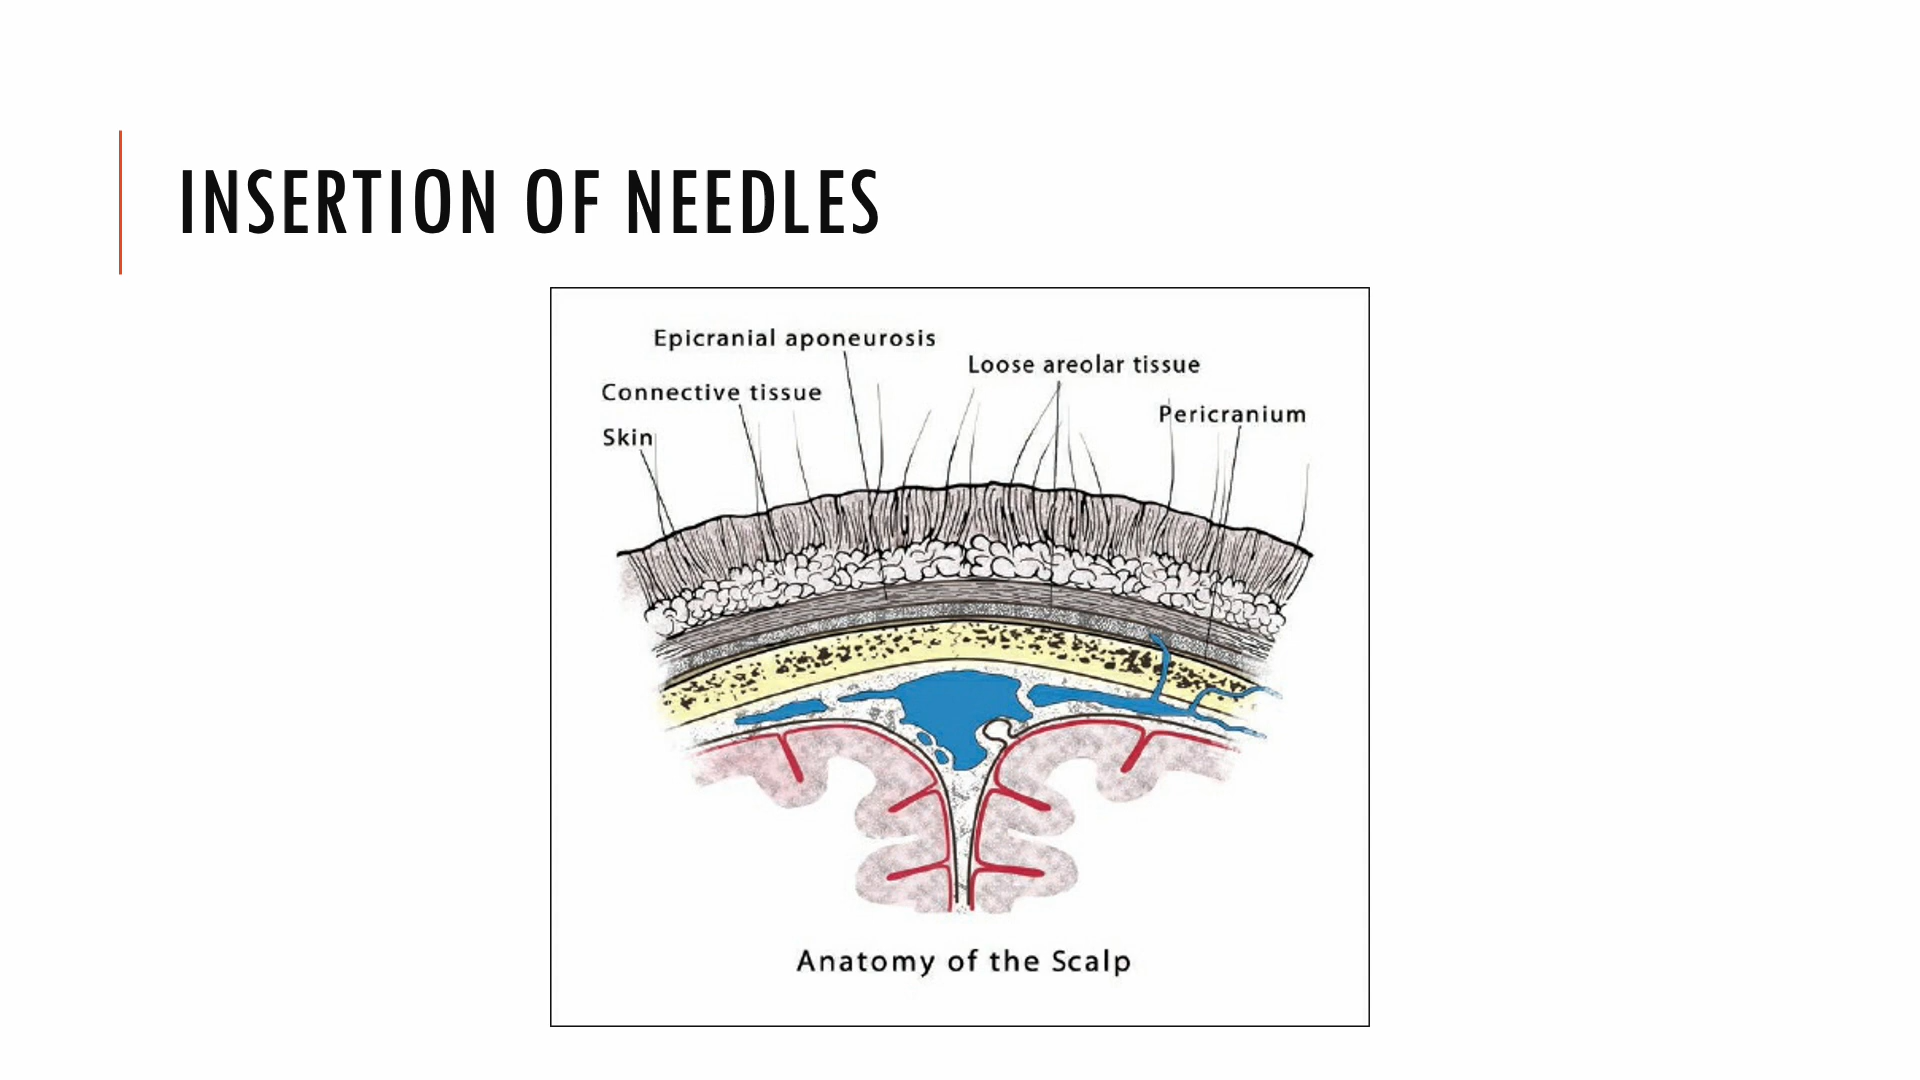 INSERTION OF NEEDLES
Epicranial aponeurosis
Loose areolar tissue
Connective tissue
Pericranium
Skin
Anatomy of the Scalp